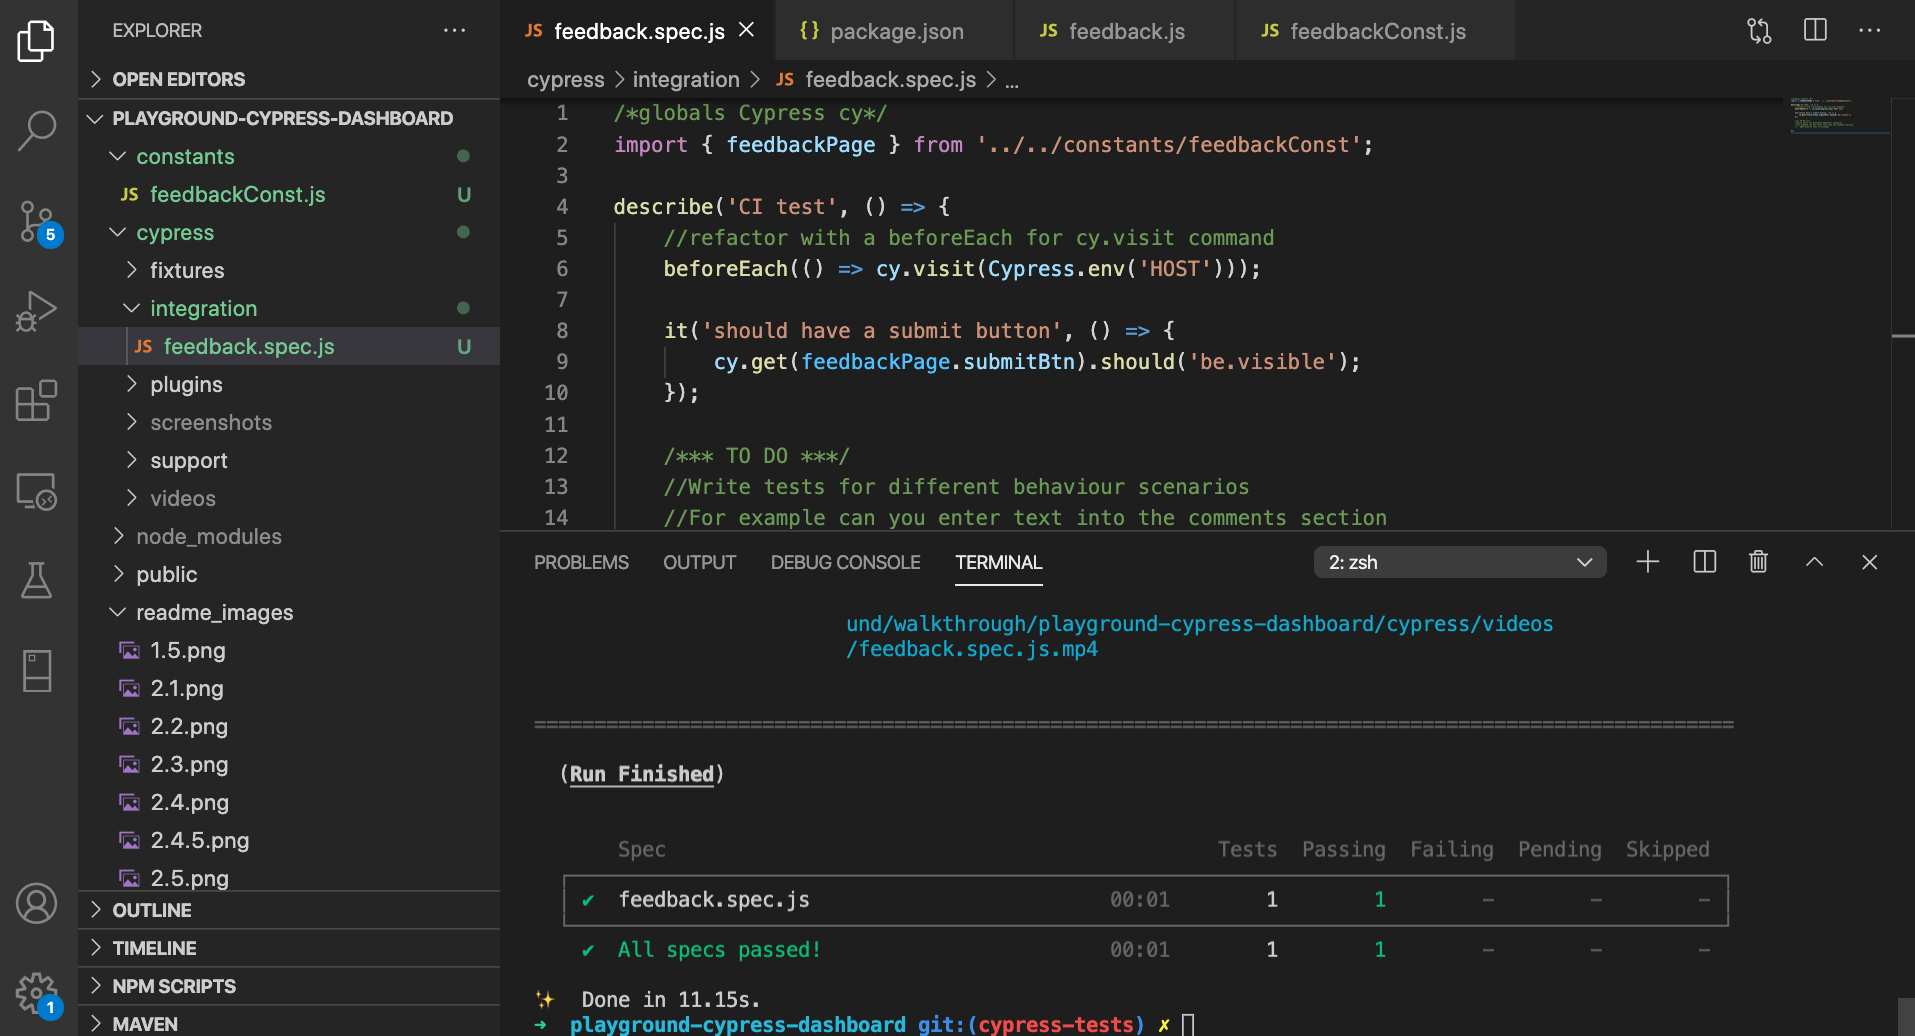 EXPLORER
OPEN EDITORS
PLAYGROUND-CYPRESS-DASHBOARD
constants
JS feedbackConst.js U
cypress
fixtures
integration
JS feedback.spec.js U
plugins
screenshots
support
videos
node_modules
public
readme_images
1.5.png
2.1.png
2.2.png
2.3.png
2.4.png
2.4.5.png
2.5.png
OUTLINE
TIMELINE
NPM SCRIPTS
MAVEN
5
1
JS feedback.spec.js
{} package.json
JS feedback.js
JS feedbackConst.js
cypress > integration > JS feedback.spec.js > ...
1 /*globals Cypress cy*/
2 import { feedbackPage } from '../../constants/feedbackConst';
3
4 describe('CI test', () => {
5 //refactor with a beforeEach for cy.visit command
6 beforeEach(() => cy.visit(Cypress.env('HOST')));
7
8 it('should have a submit button', () => {
9 cy.get(feedbackPage.submitBtn).should('be.visible');
10 });
11
12 /*** TO DO ***/
13 //Write tests for different behaviour scenarios
14 //For example can you enter text into the comments section
PROBLEMS OUTPUT DEBUG CONSOLE TERMINAL 2: zsh
und/walkthrough/playground-cypress-dashboard/cypress/videos
/feedback.spec.js.mp4
====================================================================================================
(Run Finished)
Spec Tests Passing Failing Pending Skipped
✔ feedback.spec.js 00:01 1 1 - - -
✔ All specs passed! 00:01 1 1 - - -
✨ Done in 11.15s.
➜ playground-cypress-dashboard git:(cypress-tests) ✗